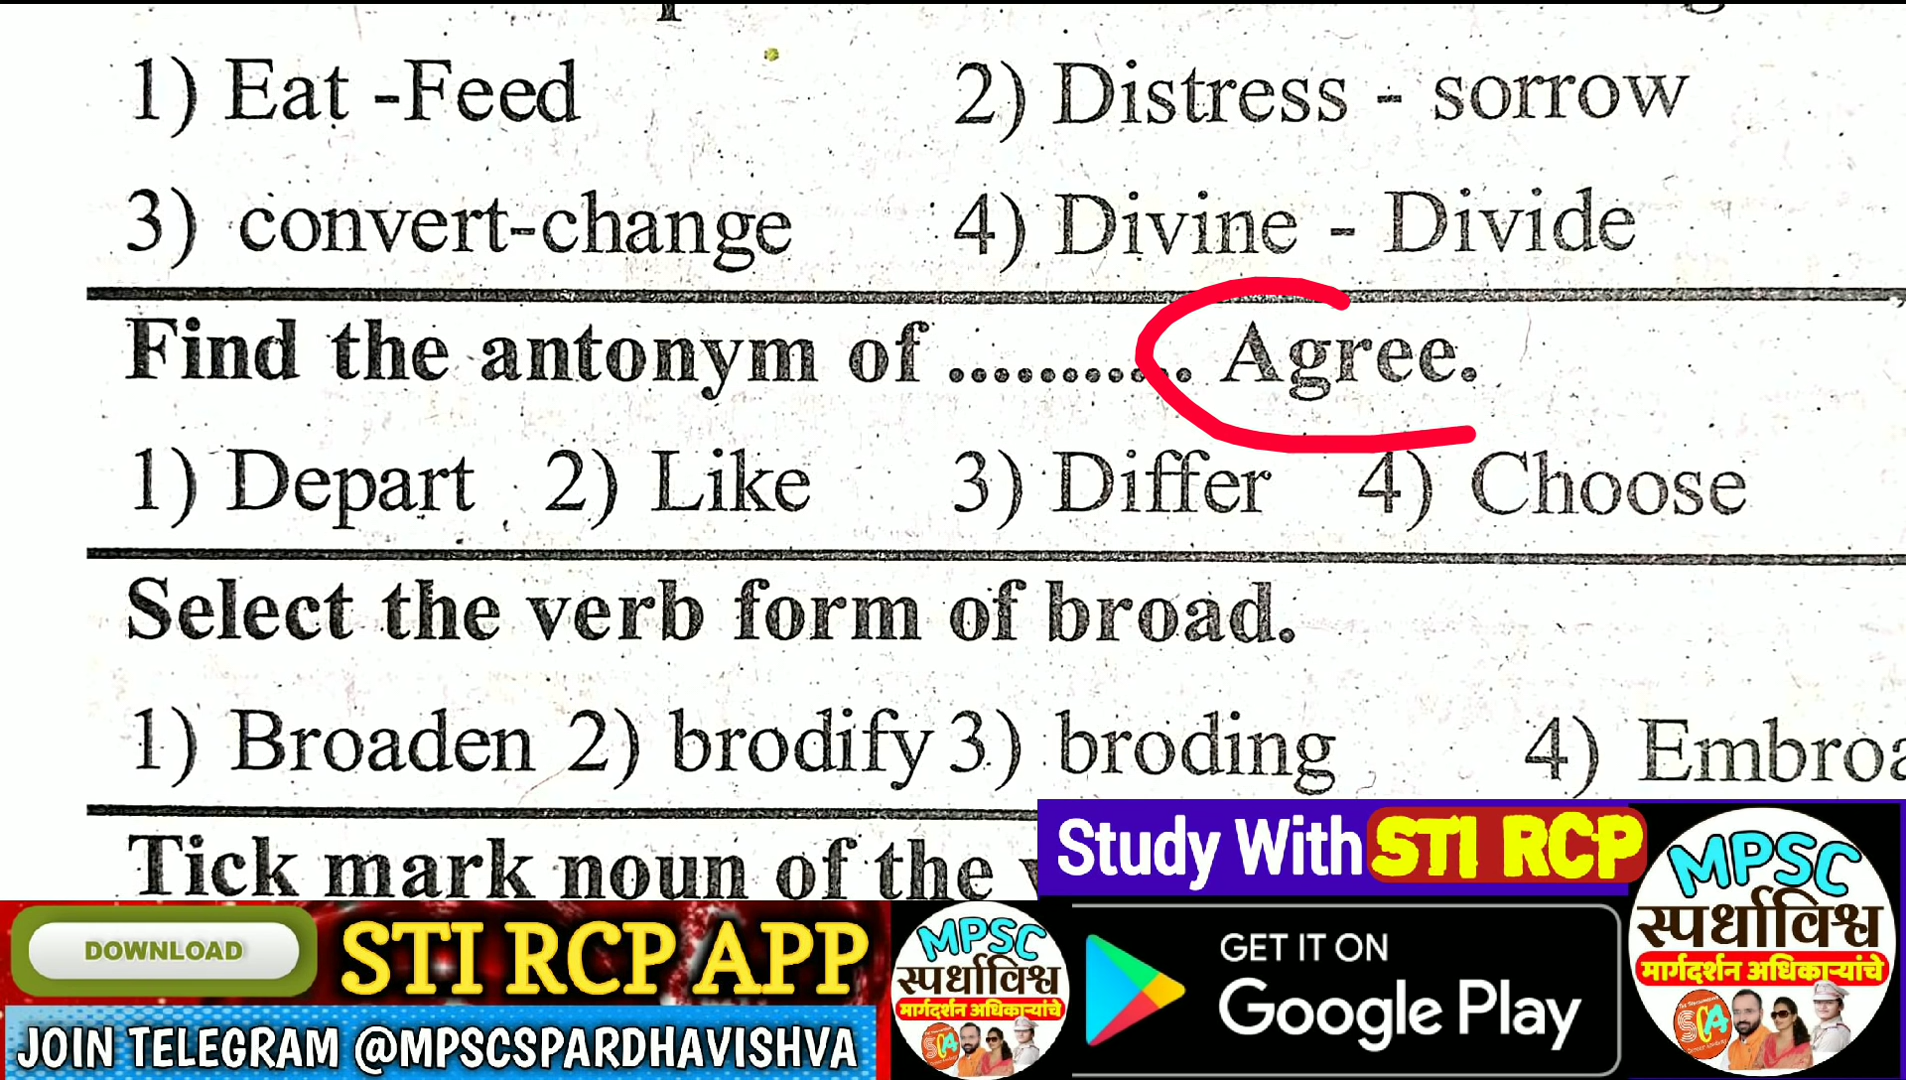 1) Eat -Feed 2) Distress - sorrow
3) convert-change 4) Divine - Divide
Find the antonym of ........... Agree.
1) Depart 2) Like 3) Differ 4) Choose
Select the verb form of broad.
1) Broaden 2) brodify 3) broding 4)
Tick mark noun of the
Study With STI RCP
DOWNLOAD
STI RCP APP
JOIN TELEGRAM @MPSCSPARDHAVISHVA
MPSC
स्पर्धाविश्व
मार्गदर्शन अधिकाऱ्यांचे
GET IT ON
Google Play
MPSC
स्पर्धाविश्व
मार्गदर्शन अधिकाऱ्यांचे